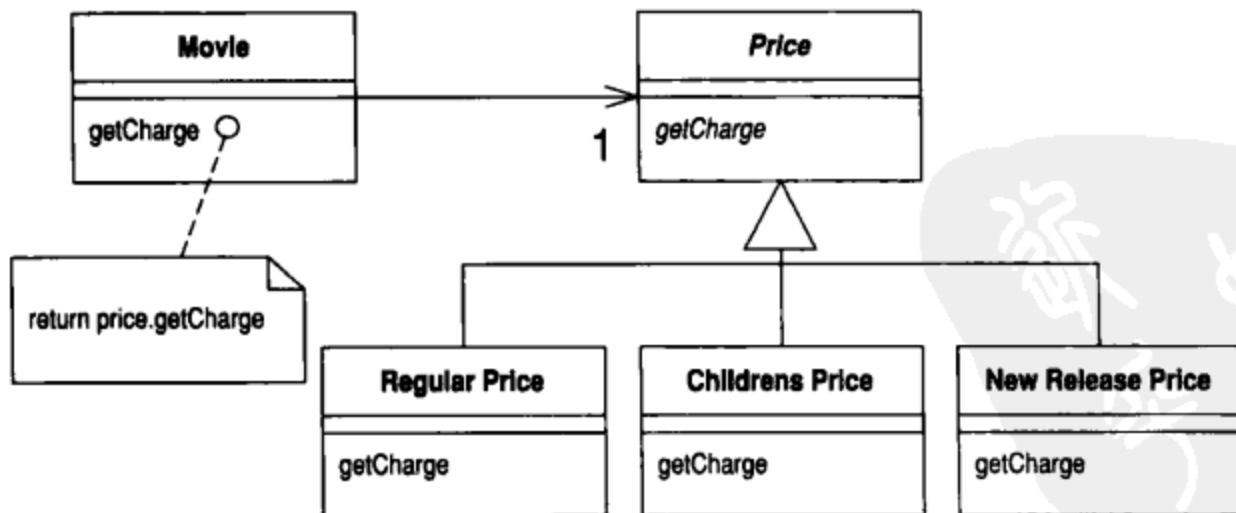 Movie
Price
getCharge
1
getCharge
return price.getCharge
Regular Price
Childrens Price
New Release Price
getCharge
getCharge
getCharge